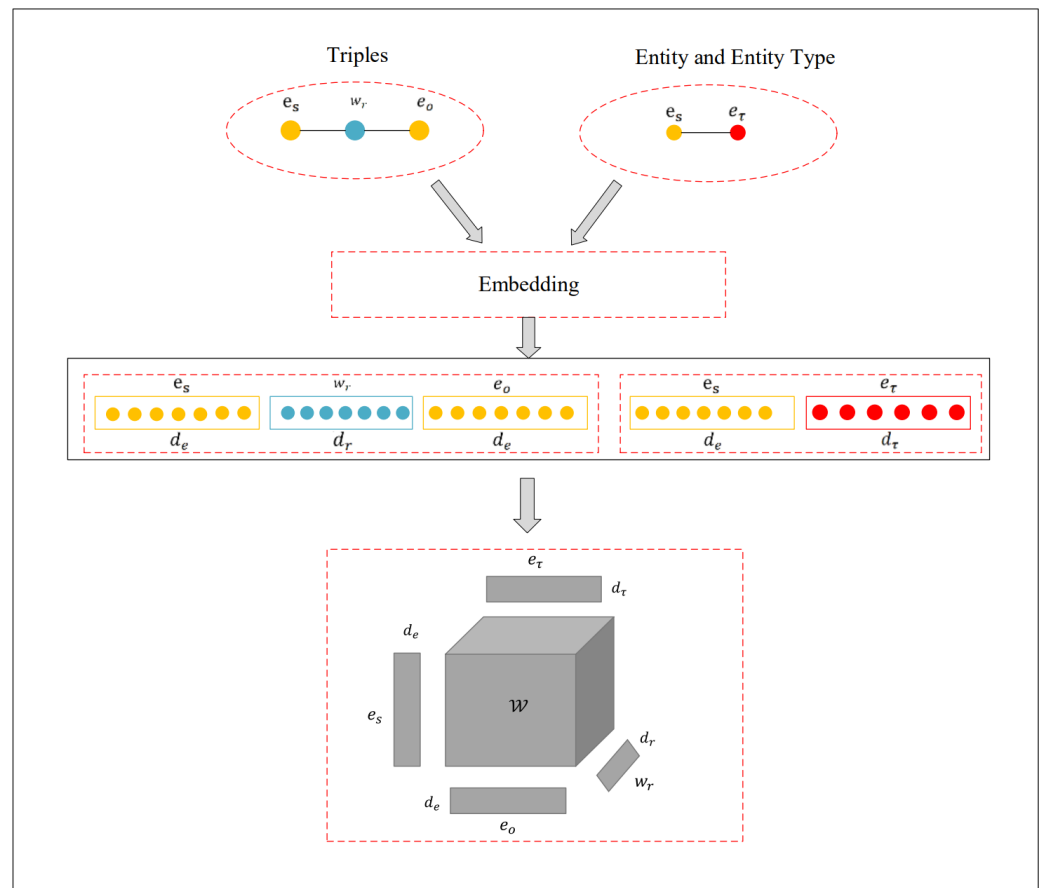 Triples
Entity and Entity Type
e_s w_r e_o
e_s e_τ
Embedding
e_s w_r e_o e_s e_τ
d_e d_r d_e d_e d_τ
e_τ
d_τ
d_e
e_s
𝒲
d_r
w_r
d_e
e_o